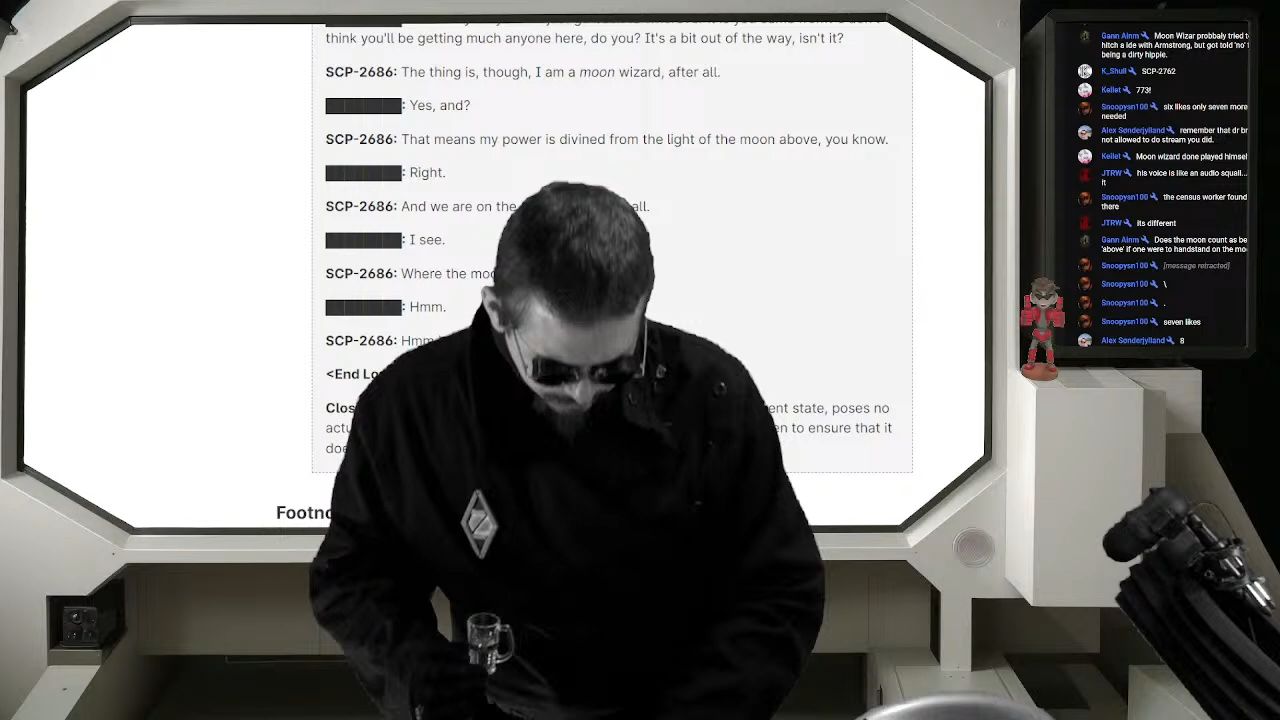 think you'll be getting much anyone here, do you? It's a bit out of the way, isn't it?
SCP-2686: The thing is, though, I am a moon wizard, after all.
: Yes, and?
SCP-2686: That means my power is divined from the light of the moon above, you know.
: Right.
SCP-2686: And we are on the all.
: I see.
SCP-2686: Where the moo
: Hmm.
SCP-2686: Hmm
<End Lo
Clos ent state, poses no
actu en to ensure that it
doe
Footno
Gann Ainm Moon Wizar probbaly tried t
hitch a ide with Armstrong, but got told 'no'
being a dirty hippie.
K_Shull SCP-2762
Kellet 773!
Snoopysn100 six likes only seven more
needed
Alex Sønderjylland remember that dr br
not allowed to do stream you did.
Kellet Moon wizard done played himsel
JTRW his voice is like an audio squall...
it
Snoopysn100 the census worker found
there
JTRW its different
Gann Ainm Does the moon count as be
'above' if one were to handstand on the mo
Snoopysn100 [message retracted]
Snoopysn100 \
Snoopysn100 .
Snoopysn100 seven likes
Alex Sønderjylland 8